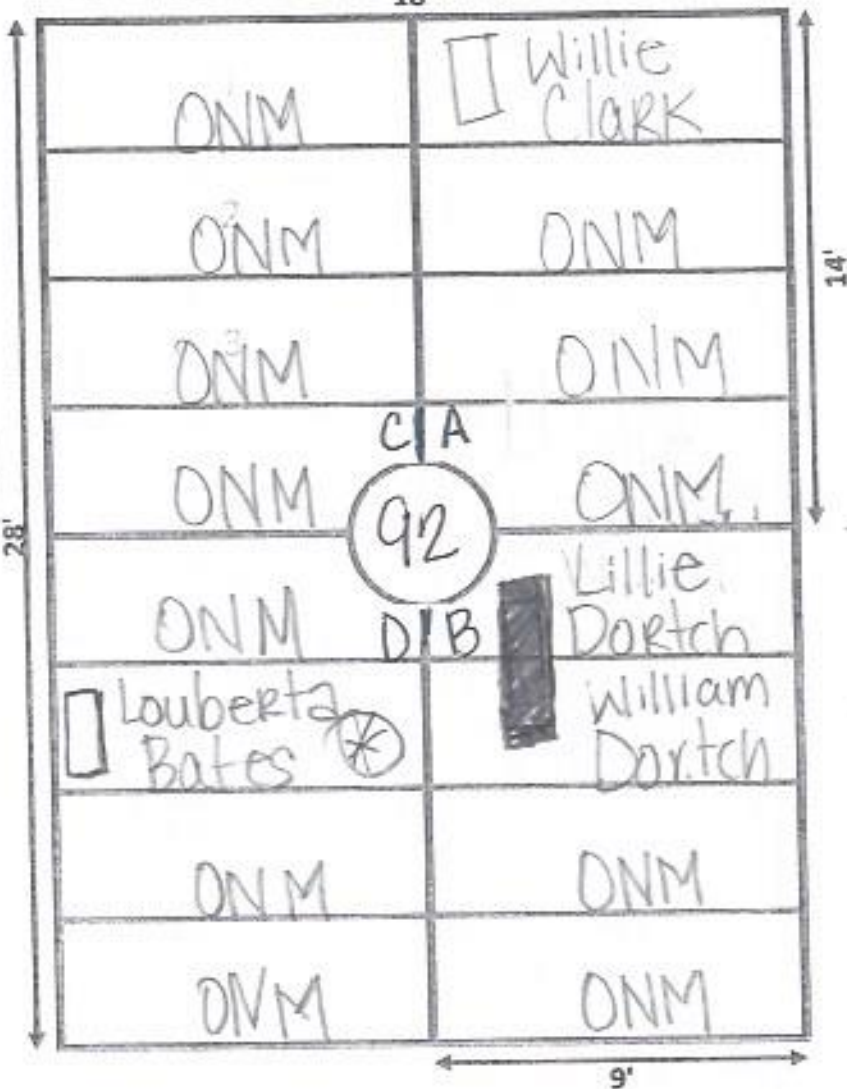 ONM
Willie
Clark
ONM
ONM
14'
ONM
ONM
C A
ONM
ONM
92
28'
ONM
D B
Lillie
Dortch
Louberta
Bates
William
Dortch
ONM
ONM
ONM
ONM
9'